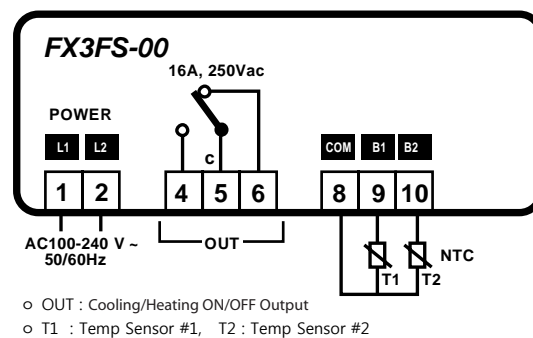 FX3FS-00
16A, 250Vac
POWER
L1 L2
c
COM B1 B2
1 2 4 5 6 8 9 10
AC100-240 V ~
50/60Hz
OUT
NTC
T1 T2
o OUT : Cooling/Heating ON/OFF Output
o T1 : Temp Sensor #1, T2 : Temp Sensor #2